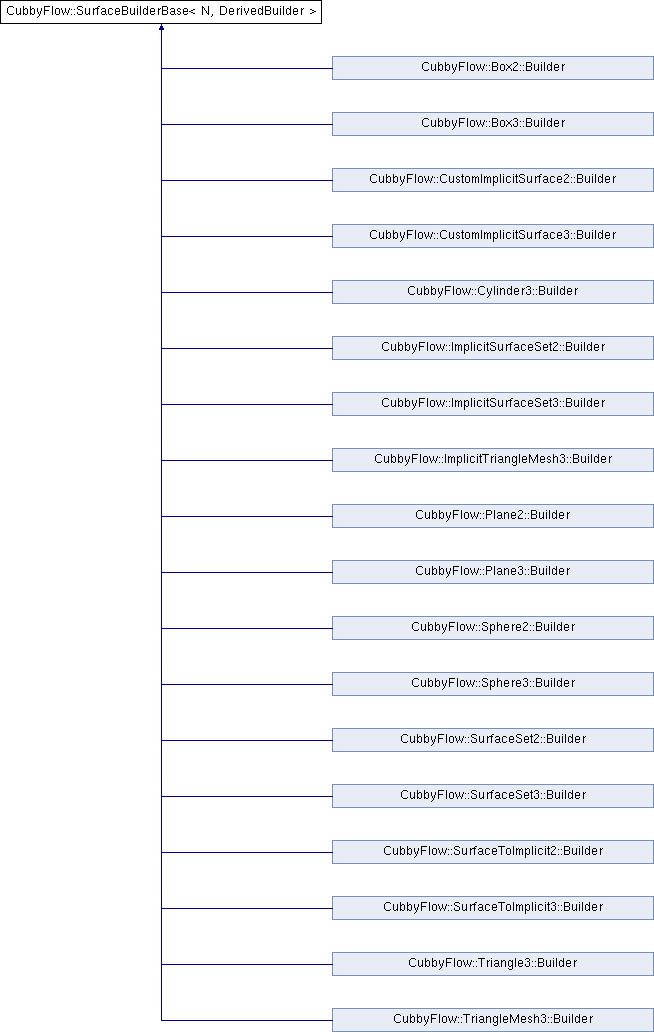 CubbyFlow::SurfaceBuilderBase< N, DerivedBuilder >
CubbyFlow::Box2::Builder
CubbyFlow::Box3::Builder
CubbyFlow::CustomImplicitSurface2::Builder
CubbyFlow::CustomImplicitSurface3::Builder
CubbyFlow::Cylinder3::Builder
CubbyFlow::ImplicitSurfaceSet2::Builder
CubbyFlow::ImplicitSurfaceSet3::Builder
CubbyFlow::ImplicitTriangleMesh3::Builder
CubbyFlow::Plane2::Builder
CubbyFlow::Plane3::Builder
CubbyFlow::Sphere2::Builder
CubbyFlow::Sphere3::Builder
CubbyFlow::SurfaceSet2::Builder
CubbyFlow::SurfaceSet3::Builder
CubbyFlow::SurfaceToImplicit2::Builder
CubbyFlow::SurfaceToImplicit3::Builder
CubbyFlow::Triangle3::Builder
CubbyFlow::TriangleMesh3::Builder